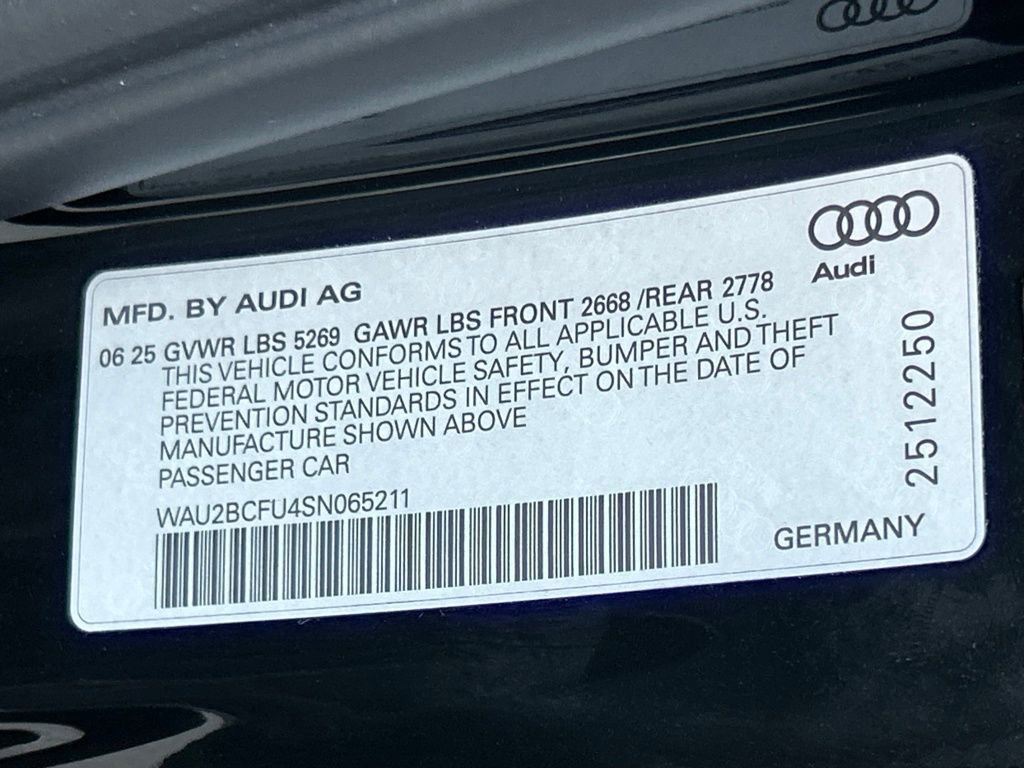 MFD. BY AUDI AG
Audi
06 25 GVWR LBS 5269 GAWR LBS FRONT 2668 /REAR 2778
THIS VEHICLE CONFORMS TO ALL APPLICABLE U.S.
FEDERAL MOTOR VEHICLE SAFETY, BUMPER AND THEFT
PREVENTION STANDARDS IN EFFECT ON THE DATE OF
MANUFACTURE SHOWN ABOVE
PASSENGER CAR
WAU2BCFU4SN065211
GERMANY
2512250